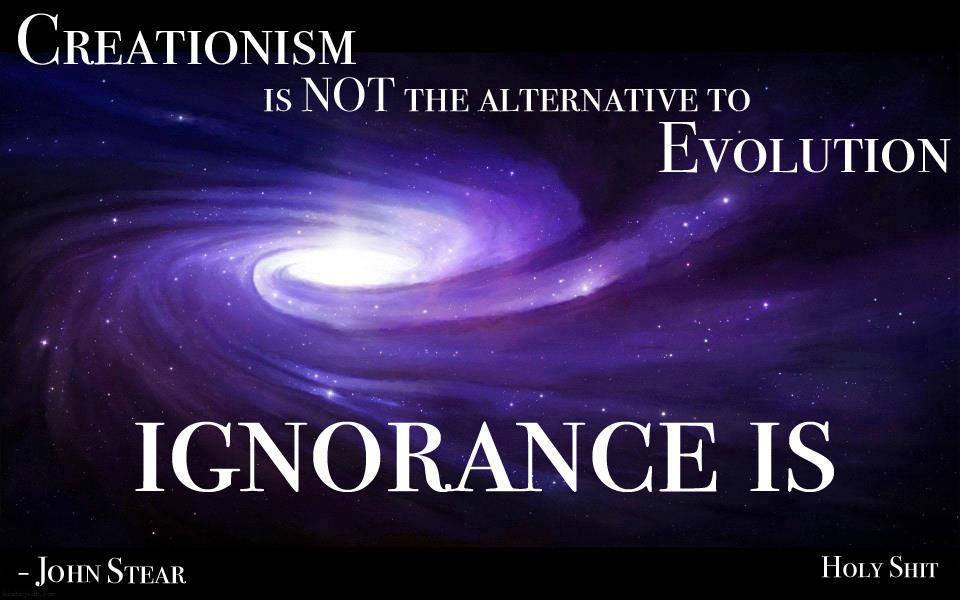 CREATIONISM
IS NOT THE ALTERNATIVE TO
EVOLUTION
IGNORANCE IS
- JOHN STEAR
HOLY SHIT